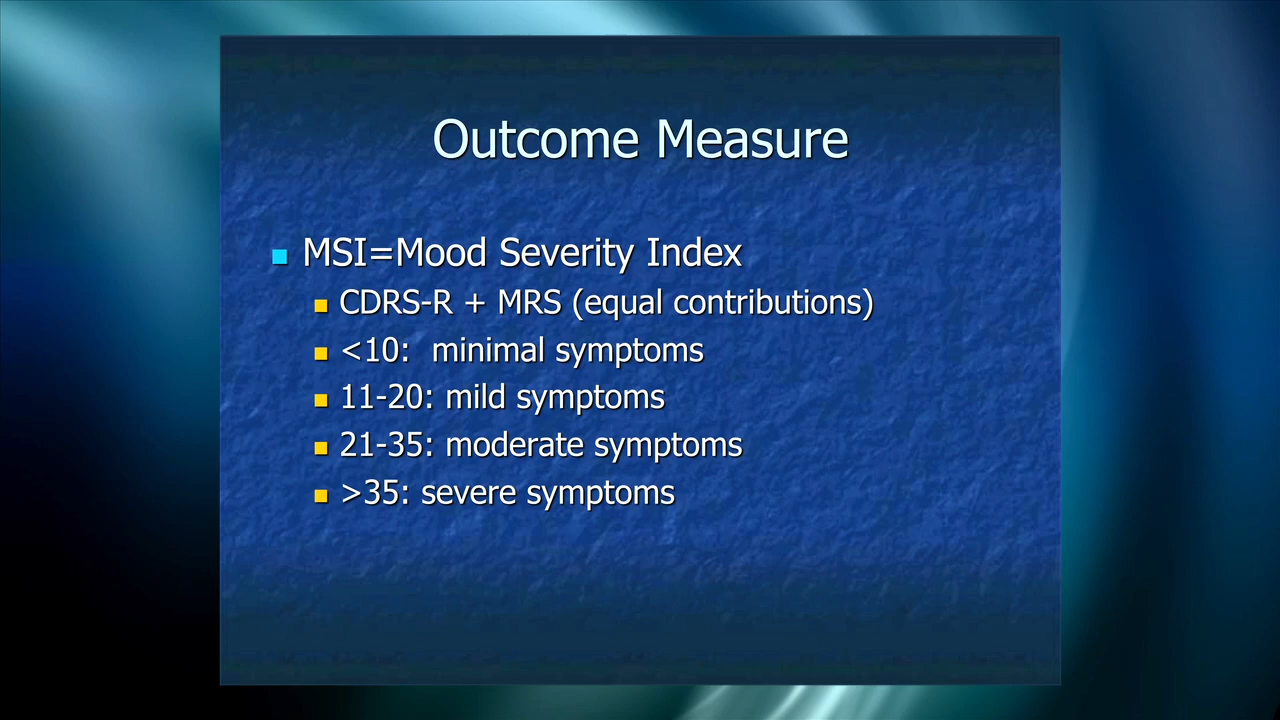 Outcome Measure
MSI=Mood Severity Index
CDRS-R + MRS (equal contributions)
<10:  minimal symptoms
11-20: mild symptoms
21-35: moderate symptoms
>35: severe symptoms